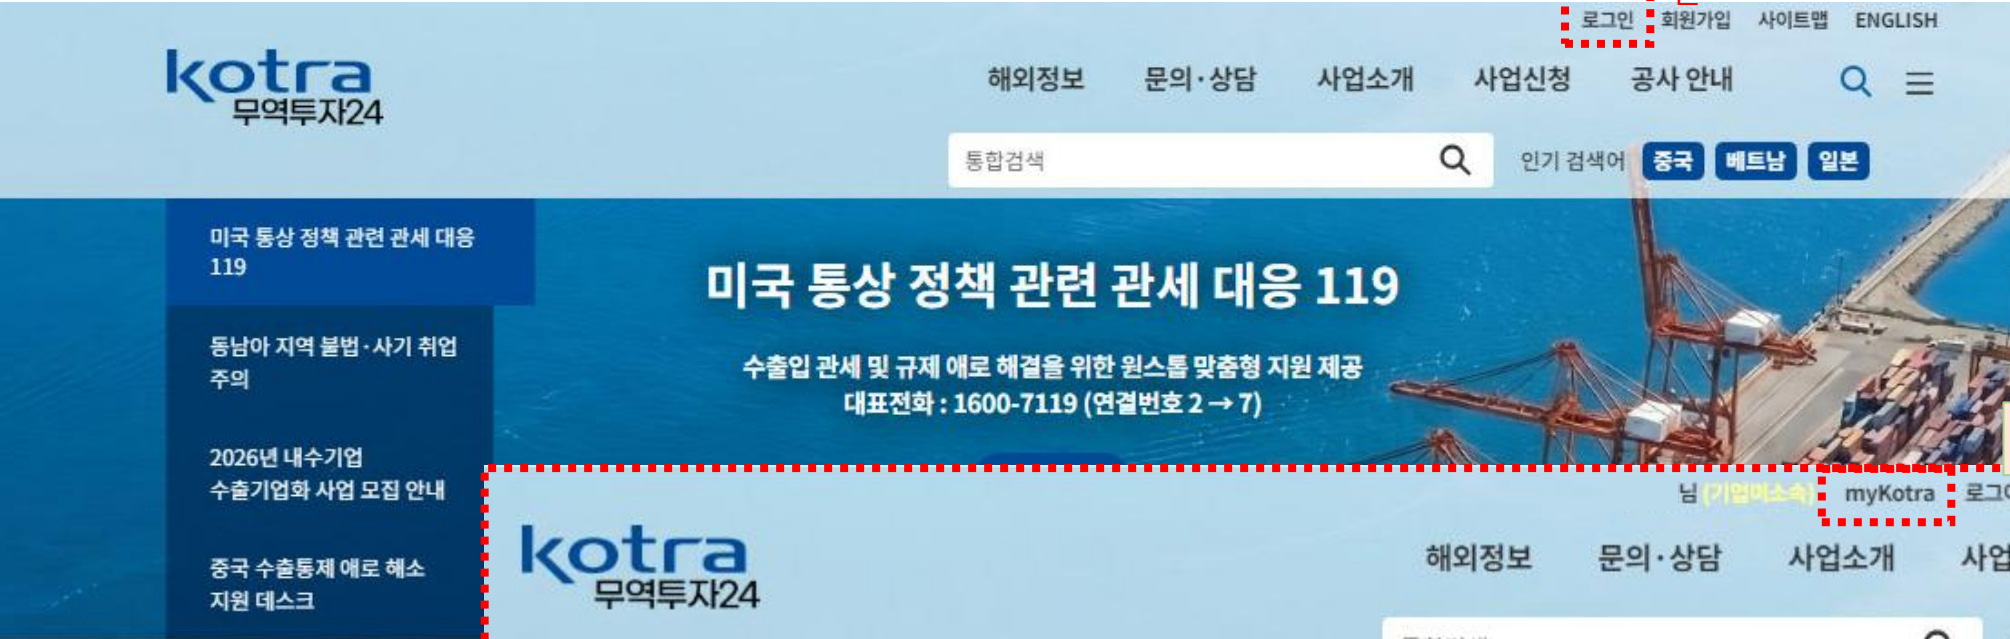 로그인 회원가입 사이트맵 ENGLISH
kotra
무역투자24
해외정보 문의·상담 사업소개 사업신청 공사 안내
통합검색
인기 검색어 중국 베트남 일본
미국 통상 정책 관련 관세 대응
119
동남아 지역 불법·사기 취업
주의
2026년 내수기업
수출기업화 사업 모집 안내
중국 수출통제 애로 해소
지원 데스크
미국 통상 정책 관련 관세 대응 119
수출입 관세 및 규제 애로 해결을 위한 원스톱 맞춤형 지원 제공
대표전화 : 1600-7119 (연결번호 2 → 7)
님 (기업미소속) myKotra 로그
kotra
무역투자24
해외정보 문의·상담 사업소개 사업